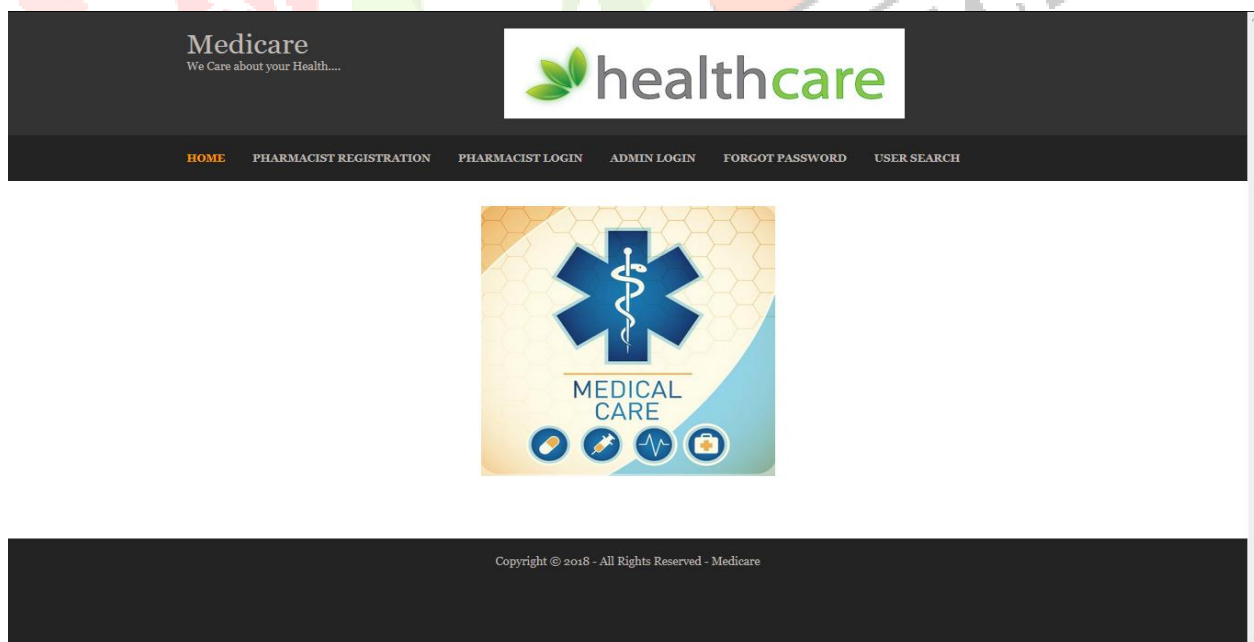 Medicare
We Care about your Health....
healthcare
HOME PHARMACIST REGISTRATION PHARMACIST LOGIN ADMIN LOGIN FORGOT PASSWORD USER SEARCH
MEDICAL
CARE
Copyright © 2018 - All Rights Reserved - Medicare